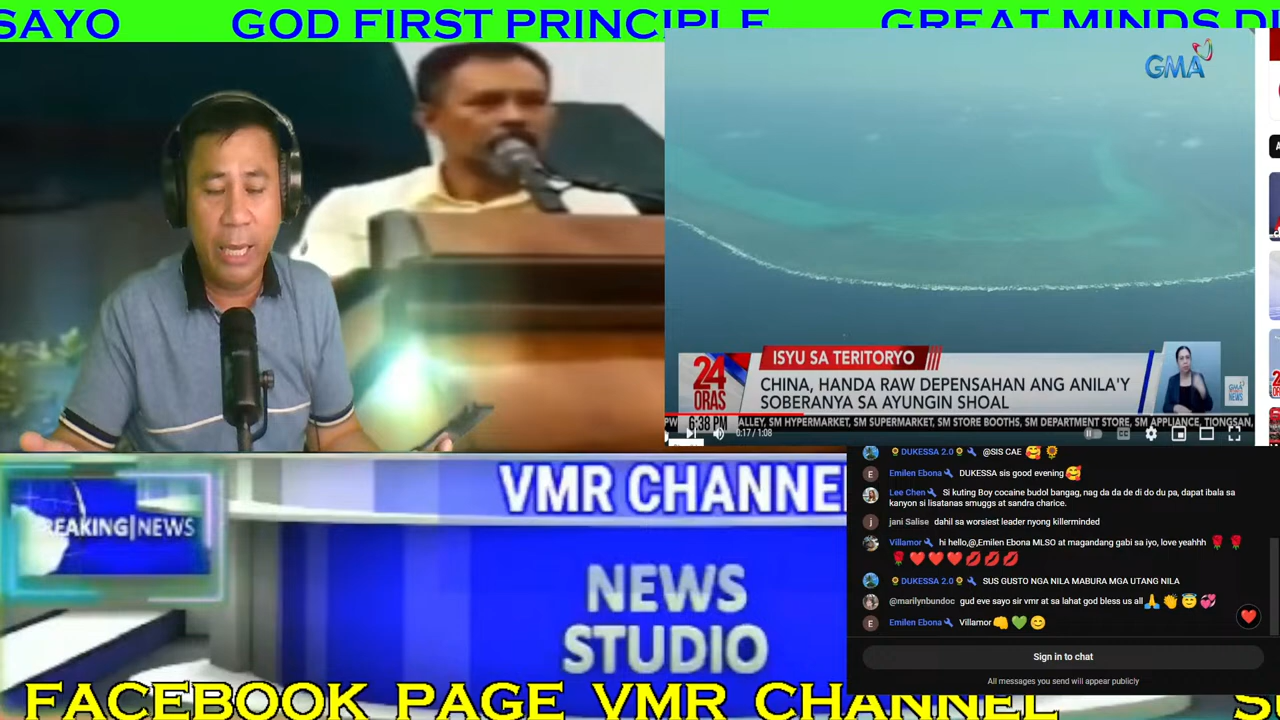 SAYO GOD FIRST PRINCIPLE GREAT MINDS DI
GMA
ISYU SA TERITORYO
24 ORAS
CHINA, HANDA RAW DEPENSAHAN ANG ANILA'Y
SOBERANYA SA AYUNGIN SHOAL
GMA
NEWS
6:38 PM
ALLEY, SM HYPERMARKET, SM SUPERMARKET, SM STORE BOOTHS, SM DEPARTMENT STORE, SM APPLIANCE, TIONGSAN,
0:17 / 1:08
DUKESSA 2.0 @SIS CAE 🥰 🌻
E Emilen Ebona DUKESSA sis good evening 🥰
Lee Chen Si kuting Boy cocaine budol bangag, nag da da de di do du pa, dapat ibala sa
kanyon si lisatanas smuggs at sandra charice.
j jani Salise dahil sa worsiest leader nyong killerminded
Villamor hi hello,@,Emilen Ebona MLSO at magandang gabi sa iyo, love yeahhh 🌹 🌹
🌹 ❤️ ❤️ ❤️ 💋 💋 💋
DUKESSA 2.0 SUS GUSTO NGA NILA MABURA MGA UTANG NILA
@marilynbundoc gud eve sayo sir vmr at sa lahat god bless us all 🙏 👏 😇 💞
E Emilen Ebona Villamor 👊 💚 😊
Sign in to chat
All messages you send will appear publicly
REAKING|NEWS
VMR CHANNE
NEWS
STUDIO
FACEBOOK PAGE VMR CHANNEL S